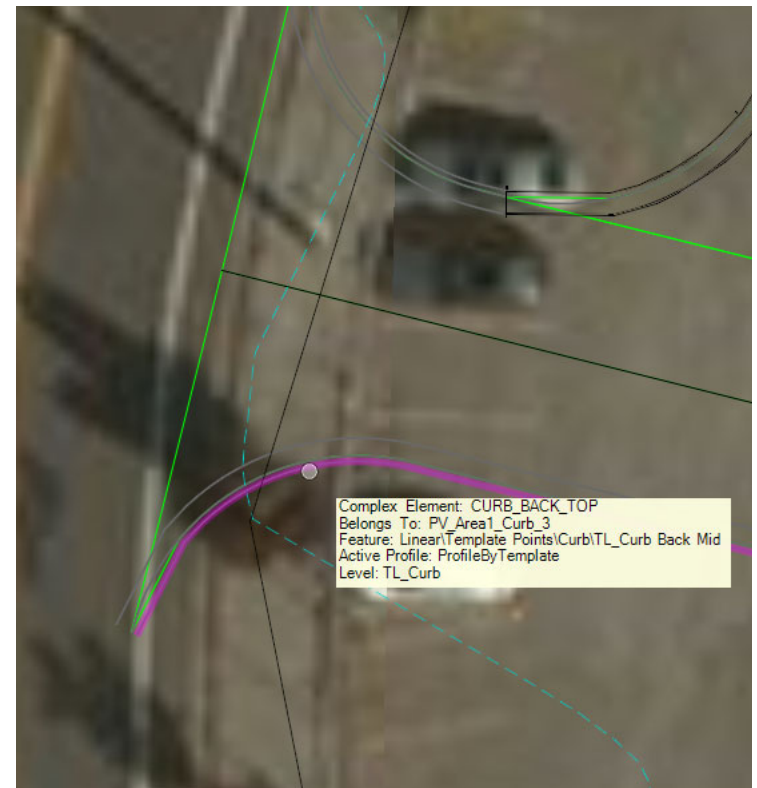 Complex Element: CURB_BACK_TOP
Belongs To: PV_Area1_Curb_3
Feature: Linear\Template Points\Curb\TL_Curb Back Mid
Active Profile: ProfileByTemplate
Level: TL_Curb